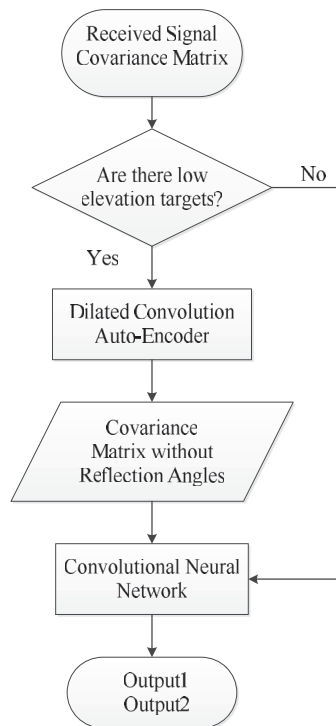 Received Signal
Covariance Matrix
Are there low
elevation targets?
No
Yes
Dilated Convolution
Auto-Encoder
Covariance
Matrix without
Reflection Angles
Convolutional Neural
Network
Output1
Output2